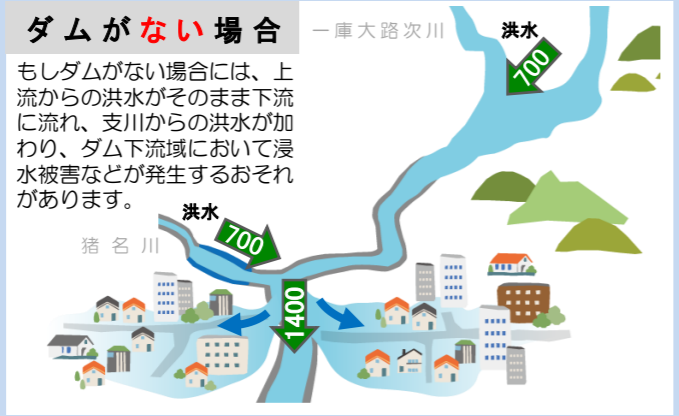 ダムがない場合
もしダムがない場合には、上
流からの洪水がそのまま下流
に流れ、支川からの洪水が加
わり、ダム下流域において浸
水被害などが発生するおそれ
があります。
一庫大路次川
洪水
700
洪水
700
猪名川
1400